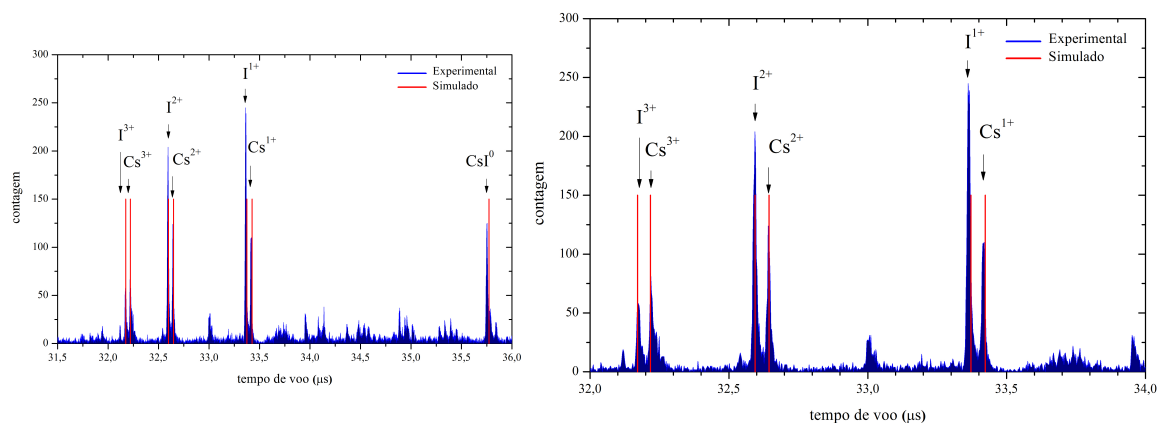 300
250
200
150
100
50
0
contagem
I³⁺
Cs³⁺
I²⁺
Cs²⁺
I¹⁺
Cs¹⁺
CsI⁰
Experimental
Simulado
31,5 32,0 32,5 33,0 33,5 34,0 34,5 35,0 35,5 36,0
tempo de voo (μs)
300
250
200
150
100
50
0
contagem
I³⁺
Cs³⁺
I²⁺
Cs²⁺
I¹⁺
Cs¹⁺
Experimental
Simulado
32,0 32,5 33,0 33,5 34,0
tempo de voo (μs)